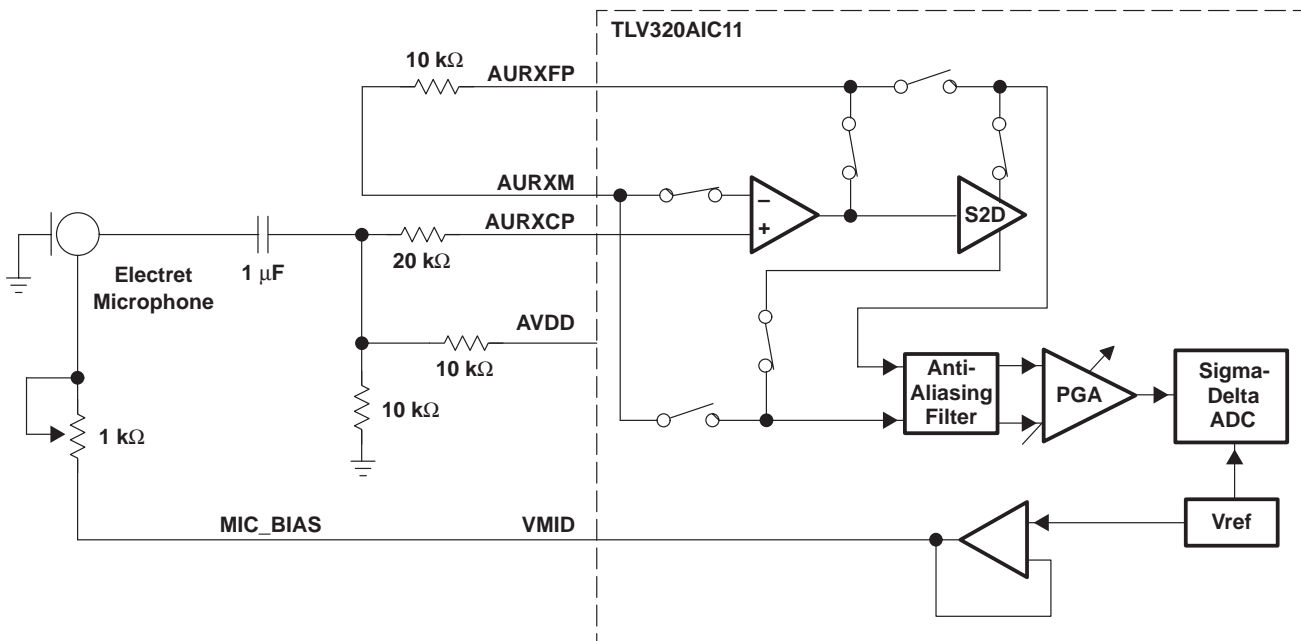 TLV320AIC11
10 kΩ
AURXFP
AURXM
−
+
S2D
AURXCP
20 kΩ
1 μF
Electret
Microphone
AVDD
10 kΩ
10 kΩ
1 kΩ
Anti-
Aliasing
Filter
PGA
Sigma-
Delta
ADC
MIC_BIAS
VMID
Vref